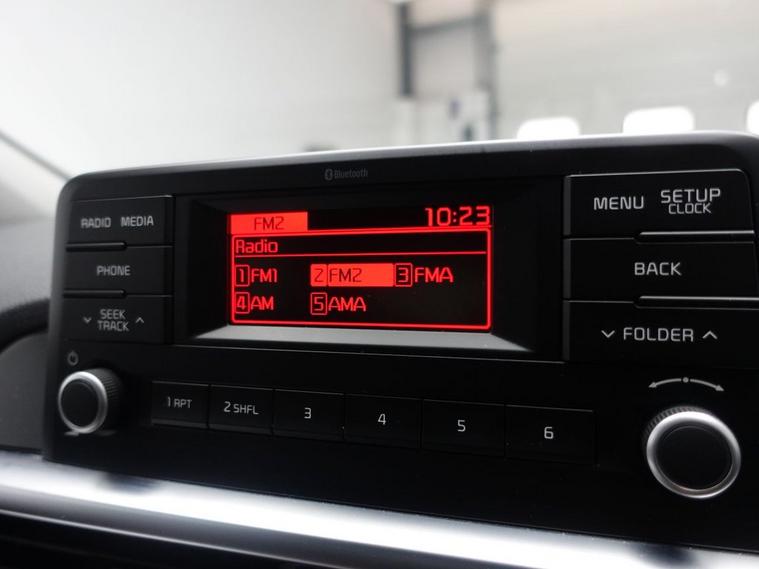 Bluetooth
RADIO MEDIA
PHONE
SEEK
TRACK
FM2 10:23
Radio
1 FM1 2 FM2 3 FMA
4 AM 5 AMA
MENU SETUP
CLOCK
BACK
FOLDER
1 RPT 2 SHFL 3 4 5 6